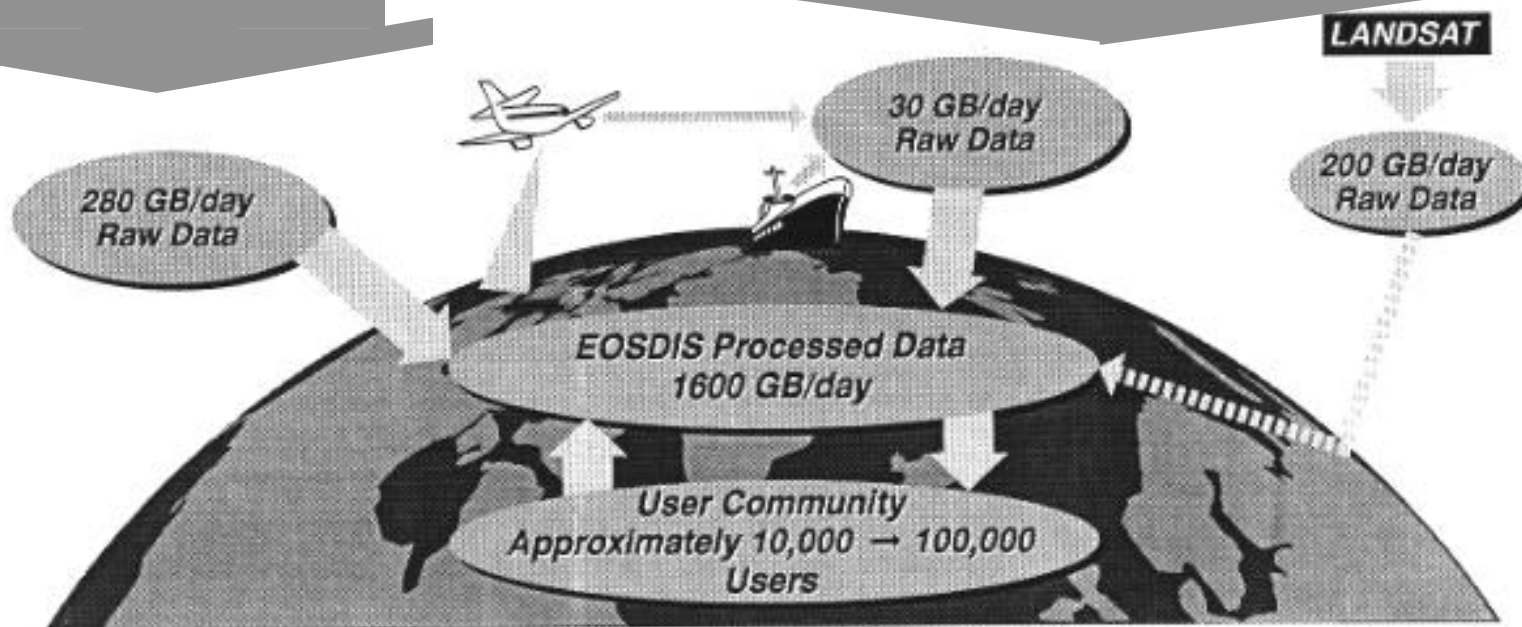 LANDSAT
30 GB/day
Raw Data
200 GB/day
Raw Data
280 GB/day
Raw Data
EOSDIS Processed Data
1600 GB/day
User Community
Approximately 10,000 → 100,000
Users